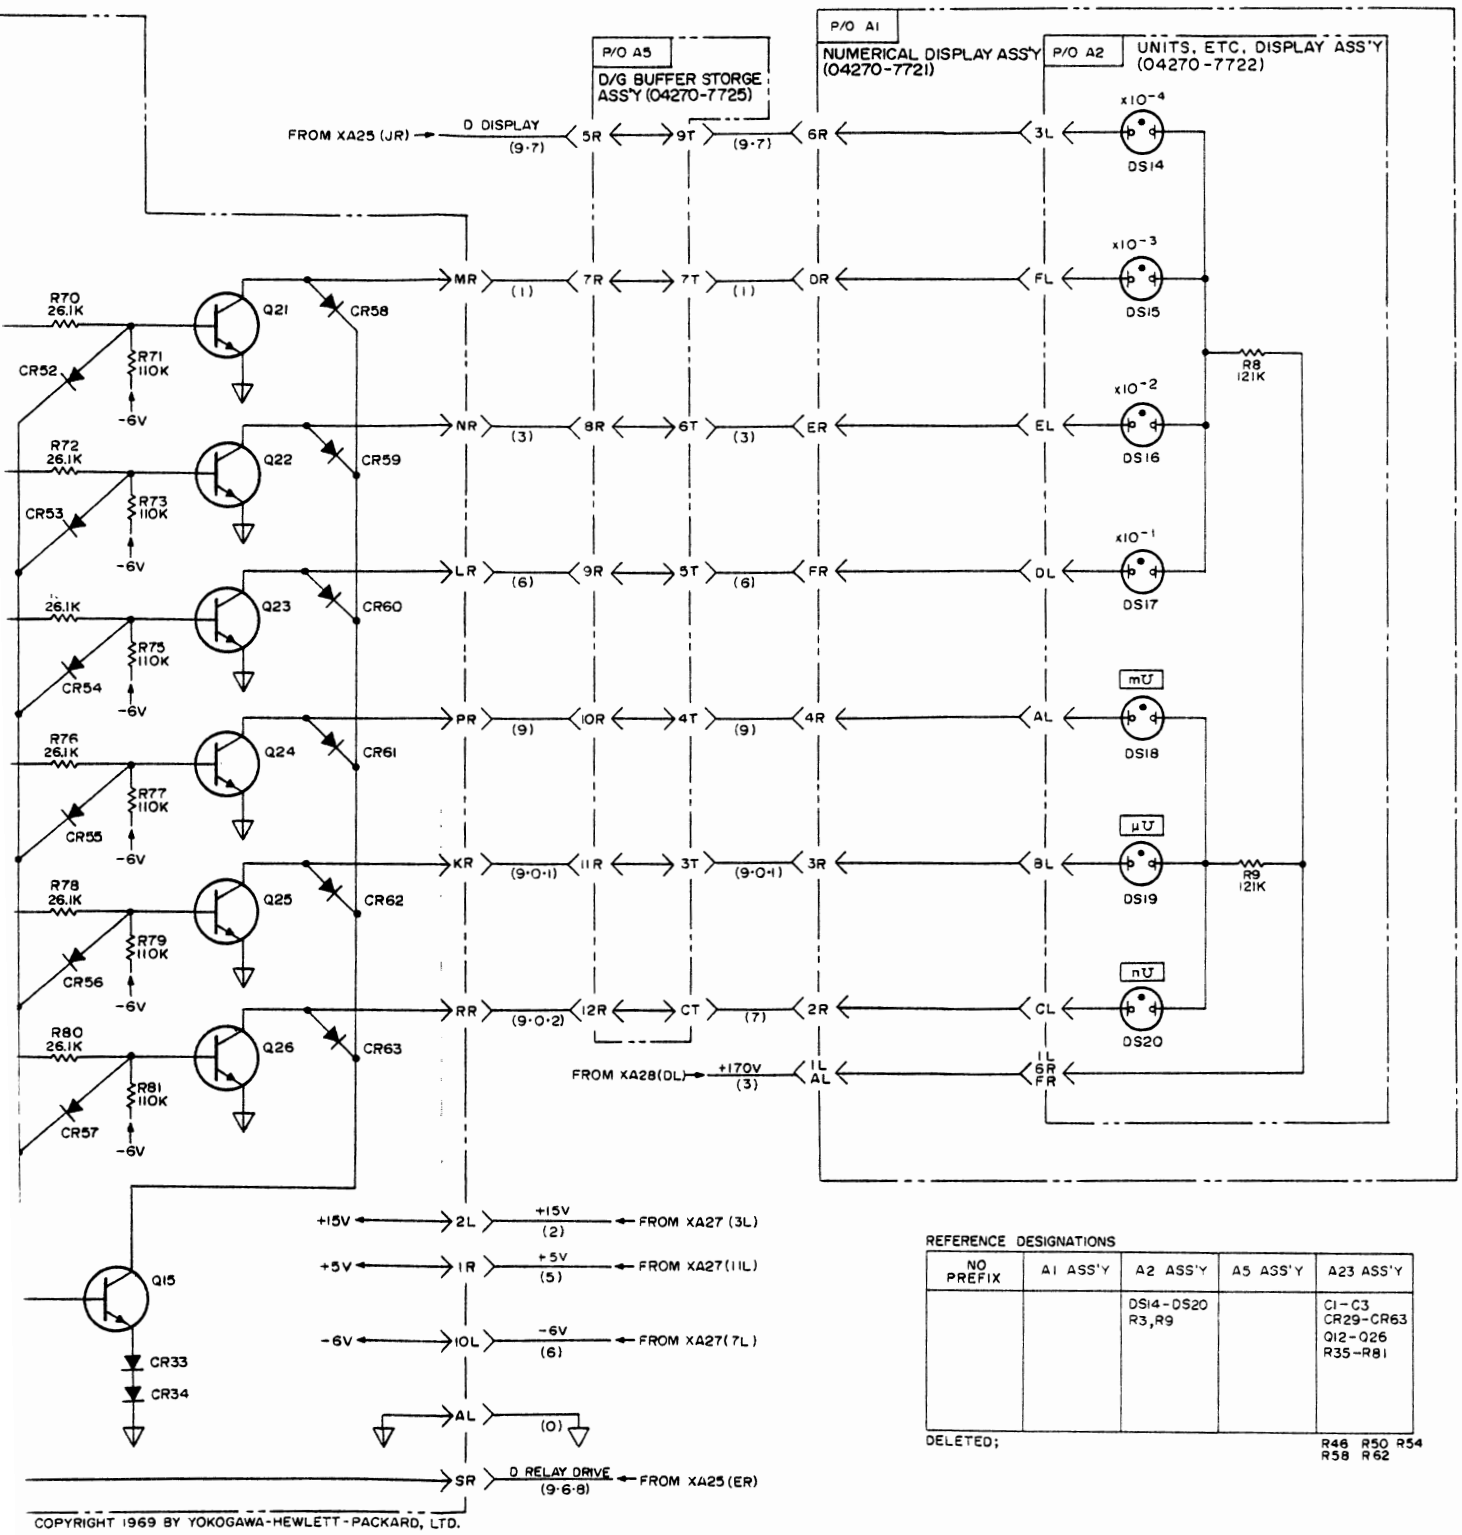 P/O A1
NUMERICAL DISPLAY ASS'Y
(04270-7721)
P/O A2
UNITS, ETC, DISPLAY ASS'Y
(04270-7722)
P/O A5
D/G BUFFER STORGE
ASS'Y (04270-7725)
FROM XA25 (JR)
D DISPLAY
(9·7)
5R
9T
(9·7)
6R
3L
x10-4
DS14
R70
26.1K
Q21
CR58
MR
(1)
7R
7T
(1)
DR
FL
x10-3
DS15
CR52
R71
110K
-6V
R8
121K
R72
26.1K
Q22
CR59
NR
(3)
8R
6T
(3)
ER
EL
x10-2
DS16
CR53
R73
110K
-6V
26.1K
Q23
CR60
LR
(6)
9R
5T
(6)
FR
DL
x10-1
DS17
CR54
R75
110K
-6V
R76
26.1K
Q24
CR61
PR
(9)
10R
4T
(9)
4R
AL
m℧
DS18
CR55
R77
110K
-6V
R78
26.1K
Q25
CR62
KR
(9·0·1)
11R
3T
(9·0·1)
3R
BL
μ℧
DS19
R9
121K
CR56
R79
110K
-6V
R80
26.1K
Q26
CR63
RR
(9·0·2)
12R
CT
(7)
2R
CL
n℧
DS20
CR57
R81
110K
-6V
FROM XA28(DL)
+170V
(3)
1L
AL
1L
6R
FR
+15V
2L
+15V
(2)
FROM XA27 (3L)
+5V
1R
+5V
(5)
FROM XA27(11L)
-6V
10L
-6V
(6)
FROM XA27(7L)
Q15
CR33
CR34
AL
(0)
SR
D RELAY DRIVE
(9·6·8)
FROM XA25(ER)
REFERENCE DESIGNATIONS
NO PREFIX
A1 ASS'Y
A2 ASS'Y
A5 ASS'Y
A23 ASS'Y
DS14-DS20
R3,R9
C1-C3
CR29-CR63
Q12-Q26
R35-R81
DELETED;
R46 R50 R54
R58 R62
COPYRIGHT 1969 BY YOKOGAWA-HEWLETT-PACKARD, LTD.